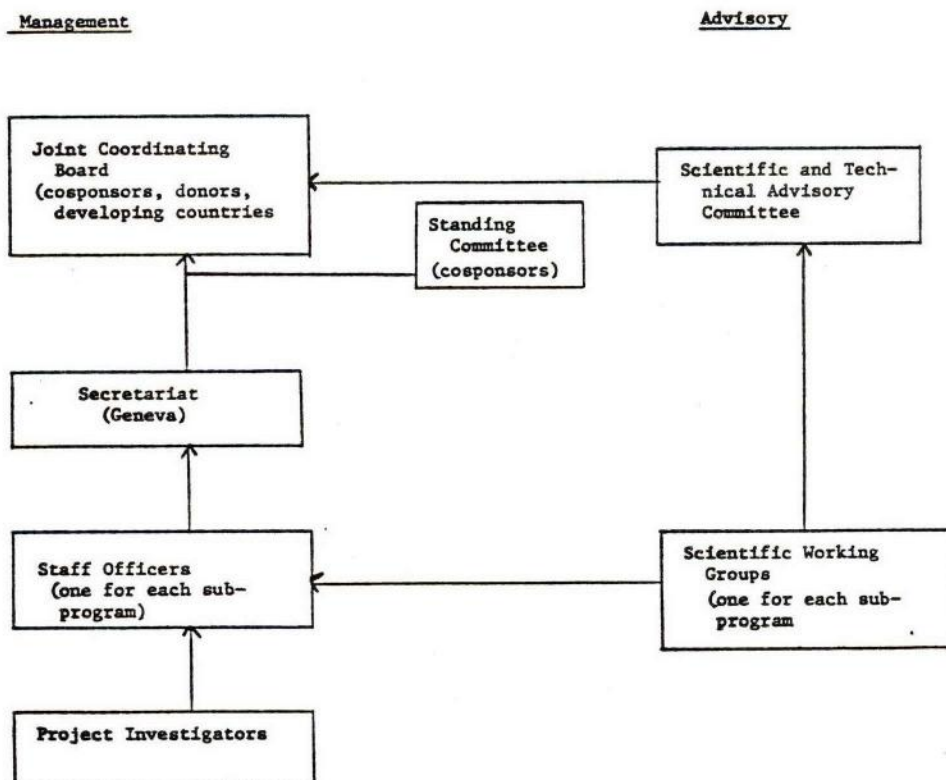 Management
Advisory
Joint Coordinating
Board
(cosponsors, donors,
developing countries
Scientific and Tech-
nical Advisory
Committee
Standing
Committee
(cosponsors)
Secretariat
(Geneva)
Staff Officers
(one for each sub-
program)
Scientific Working
Groups
(one for each sub-
program
Project Investigators